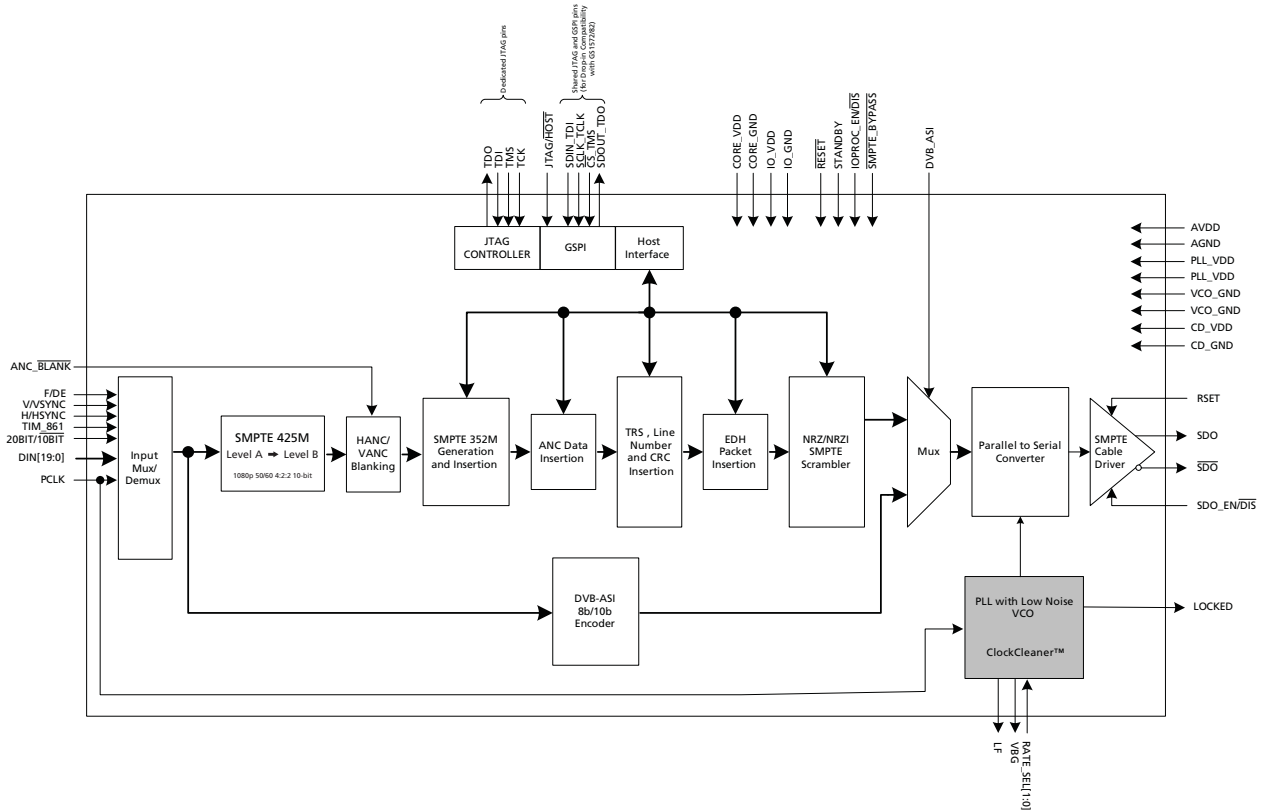 Dedicated JTAG pins
Shared JTAG and GSPI pins
(for Drop-in Compatibility
with GS1572/82)
TDO
TDI
TMS
TCK
JTAG/HOST
SDIN_TDI
SCLK_TCLK
CS_TMS
SDOUT_TDO
CORE_VDD
CORE_GND
IO_VDD
IO_GND
RESET
STANDBY
IOPROC_EN/DIS
SMPTE_BYPASS
DVB_ASI
JTAG
CONTROLLER
GSPI
Host
Interface
AVDD
AGND
PLL_VDD
PLL_VDD
VCO_GND
VCO_GND
CD_VDD
CD_GND
ANC_BLANK
F/DE
V/VSYNC
H/HSYNC
TIM_861
20BIT/10BIT
DIN[19:0]
PCLK
Input
Mux/
Demux
SMPTE 425M
Level A ➡ Level B
1080p 50/60 4:2:2 10-bit
HANC/
VANC
Blanking
SMPTE 352M
Generation
and Insertion
ANC Data
Insertion
TRS , Line
Number
and CRC
Insertion
EDH
Packet
Insertion
NRZ/NRZI
SMPTE
Scrambler
Mux
Parallel to Serial
Converter
SMPTE
Cable
Driver
RSET
SDO
SDO
SDO_EN/DIS
DVB-ASI
8b/10b
Encoder
PLL with Low Noise
VCO
ClockCleaner™
LOCKED
LF
VBG
RATE_SEL[1:0]